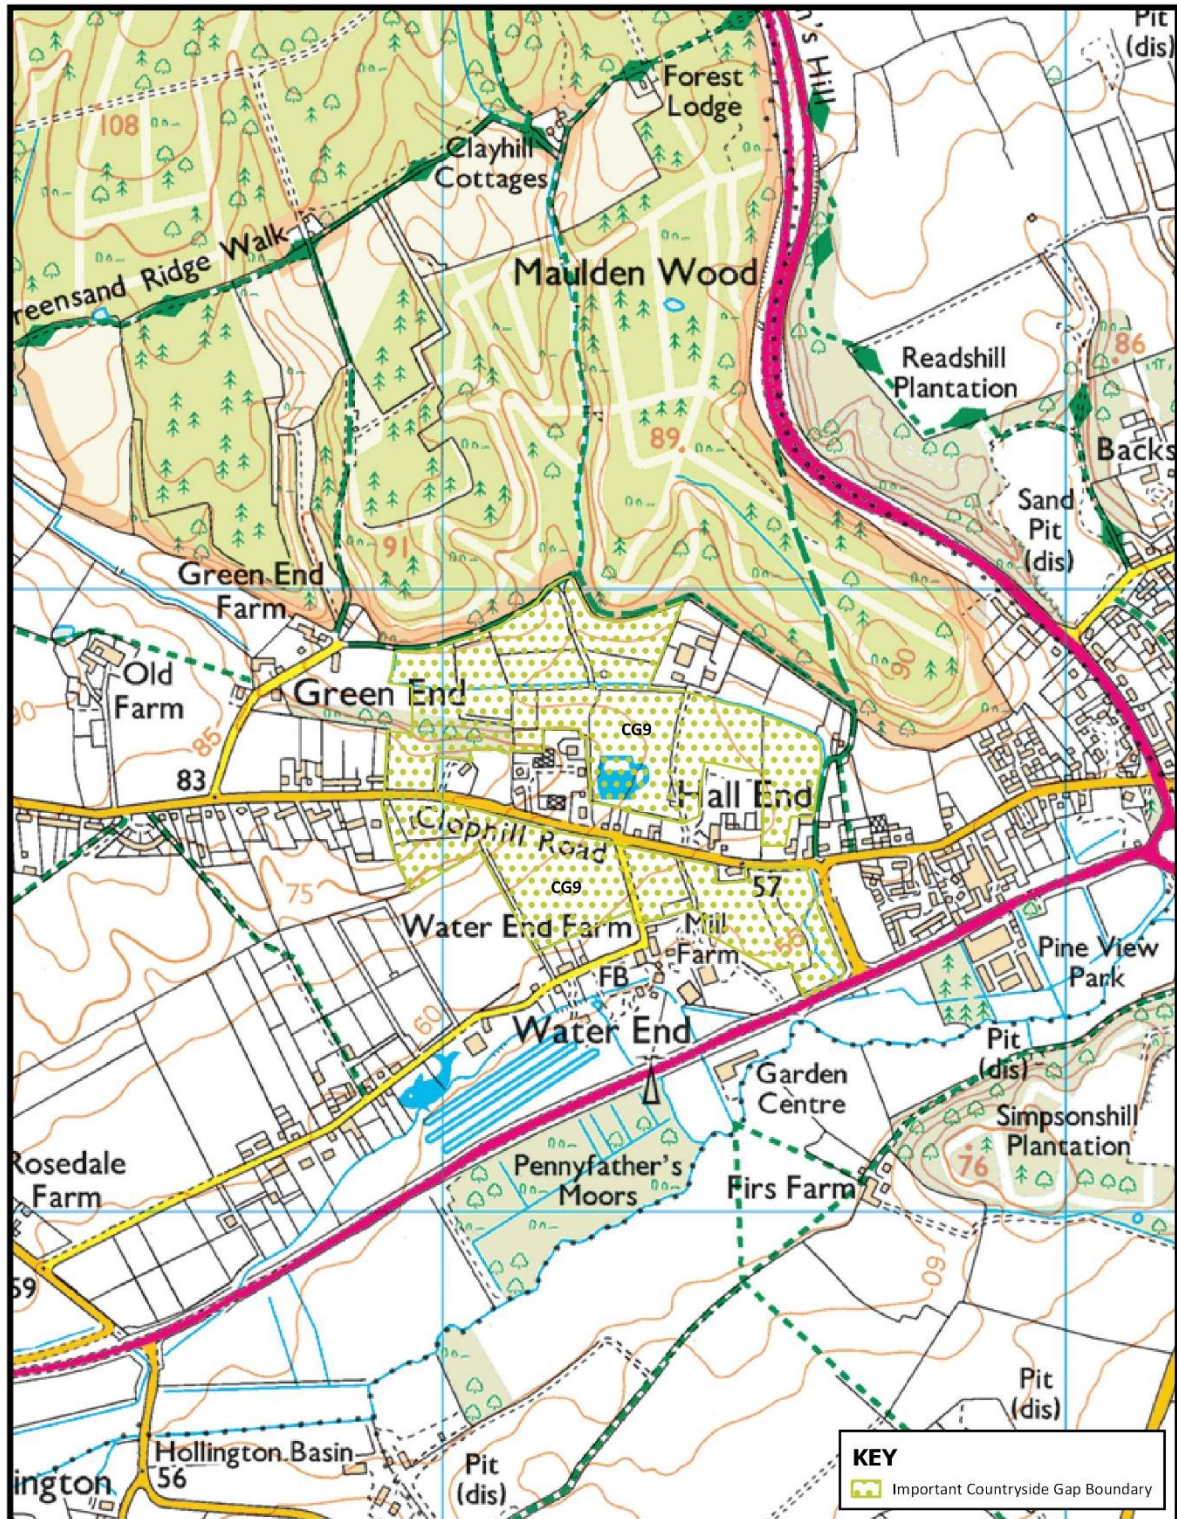 Pit
(dis)
n's Hill
Forest
Lodge
108
Clayhill
Cottages
reensand Ridge Walk
Maulden Wood
86
Readshill
Plantation
89
Backs
Sand
Pit
(dis)
91
Green End
Farm
90
Old
Farm
Green End
90
85
CG9
83
Hall End
Clophill Road
75
57
CG9
Water End Farm
Mill
Farm
FB
Pine View
Park
60
Water End
Pit
(dis)
Garden
Centre
Simpsonshill
Plantation
76
Rosedale
Farm
Pennyfather's
Moors
Firs Farm
59
60
Pit
(dis)
Hollington Basin
Pit
(dis)
ington
56
KEY
Important Countryside Gap Boundary